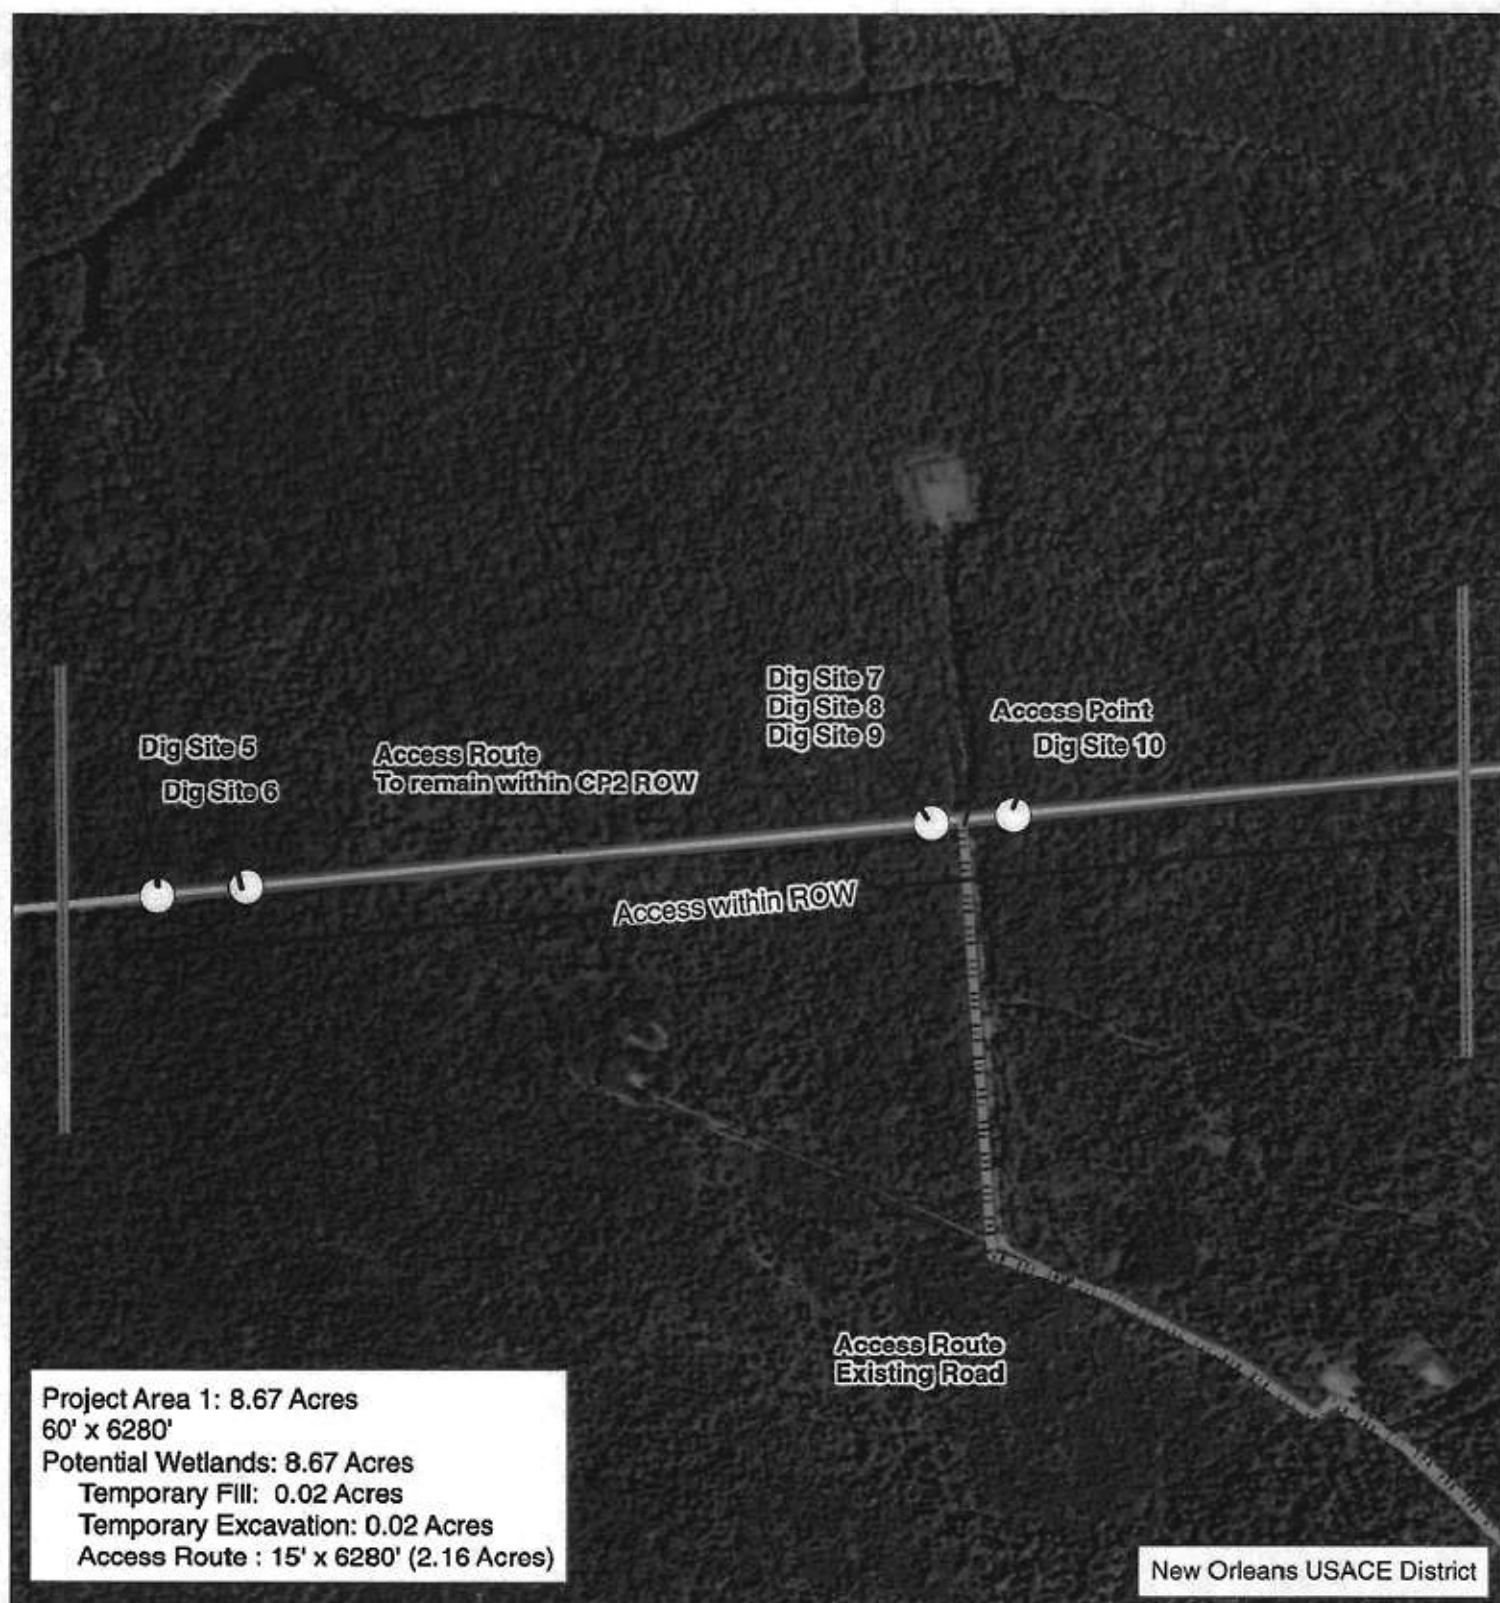 Dig Site 7
Dig Site 8
Dig Site 9
Access Point
Dig Site 10
Dig Site 5
Dig Site 6
Access Route
To remain within CP2 ROW
Access within ROW
Access Route
Existing Road
Project Area 1: 8.67 Acres
60' x 6280'
Potential Wetlands: 8.67 Acres
Temporary Fill: 0.02 Acres
Temporary Excavation: 0.02 Acres
Access Route : 15' x 6280' (2.16 Acres)
New Orleans USACE District